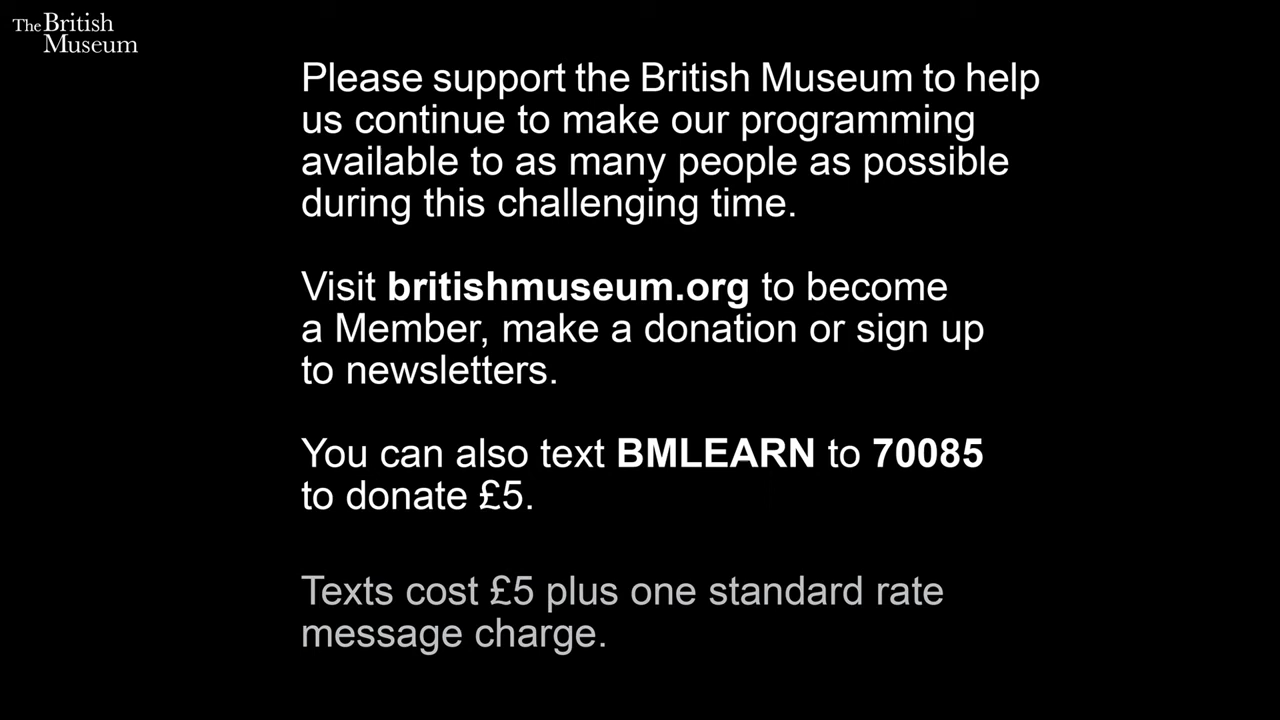 The British
Museum
Please support the British Museum to help
us continue to make our programming
available to as many people as possible
during this challenging time.
Visit britishmuseum.org to become
a Member, make a donation or sign up
to newsletters.
You can also text BMLEARN to 70085
to donate £5.
Texts cost £5 plus one standard rate
message charge.